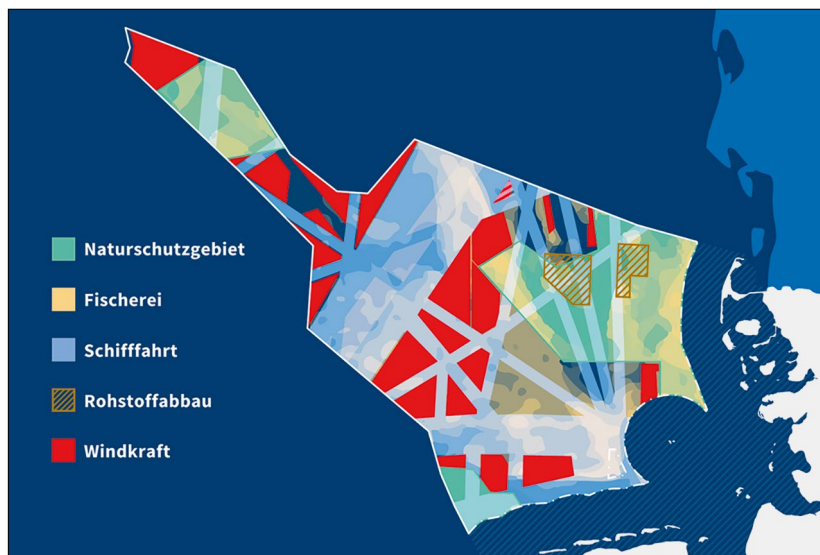 Naturschutzgebiet
Fischerei
Schifffahrt
Rohstoffabbau
Windkraft